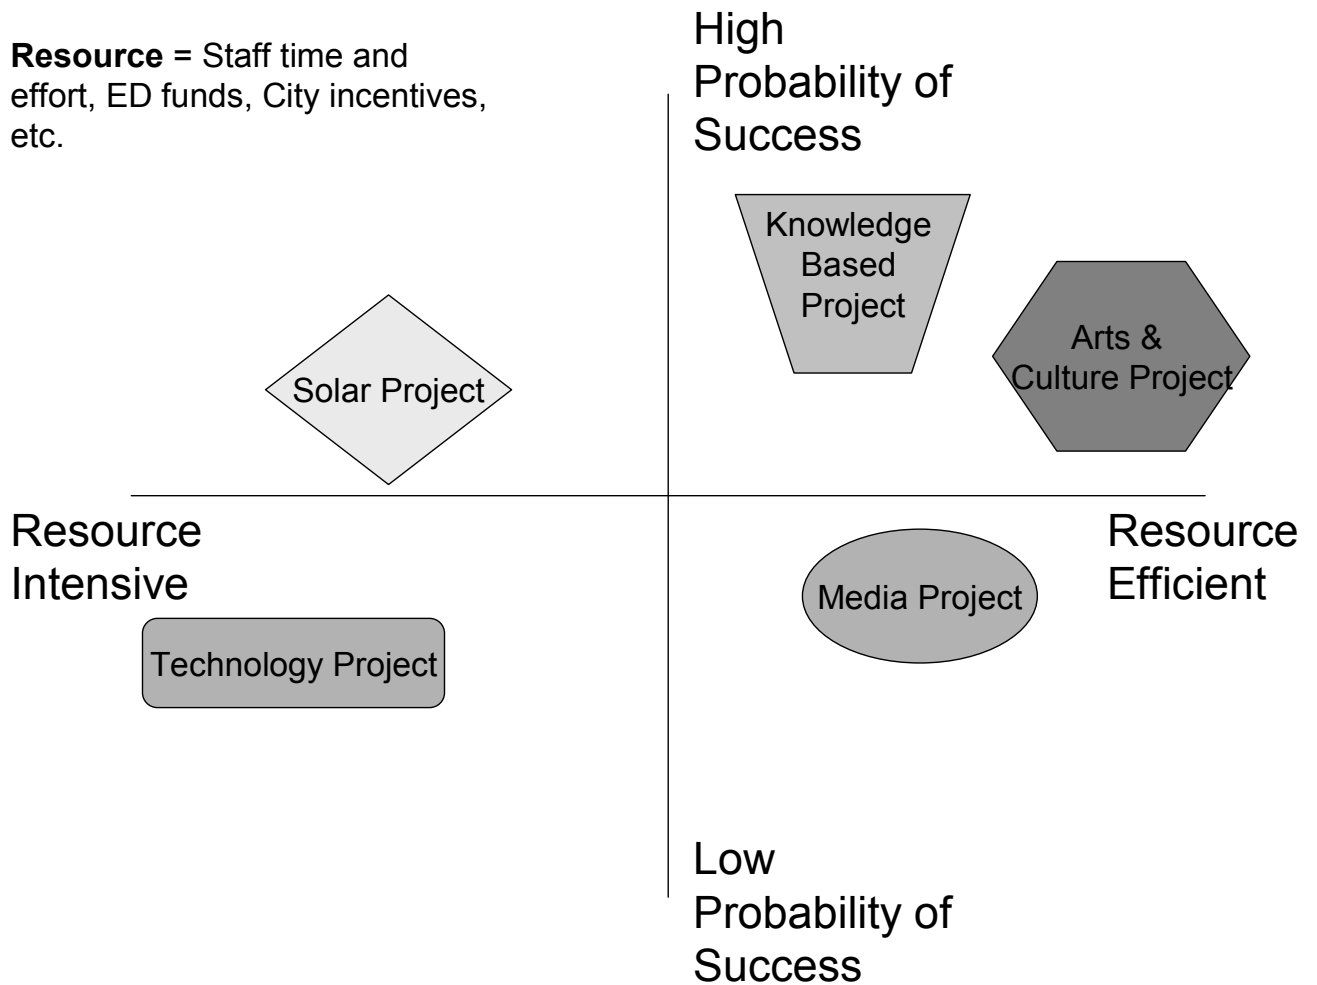 Resource = Staff time and
effort, ED funds, City incentives,
etc.
High
Probability of
Success
Knowledge
Based
Project
Arts &
Culture Project
Solar Project
Resource
Intensive
Resource
Efficient
Media Project
Technology Project
Low
Probability of
Success